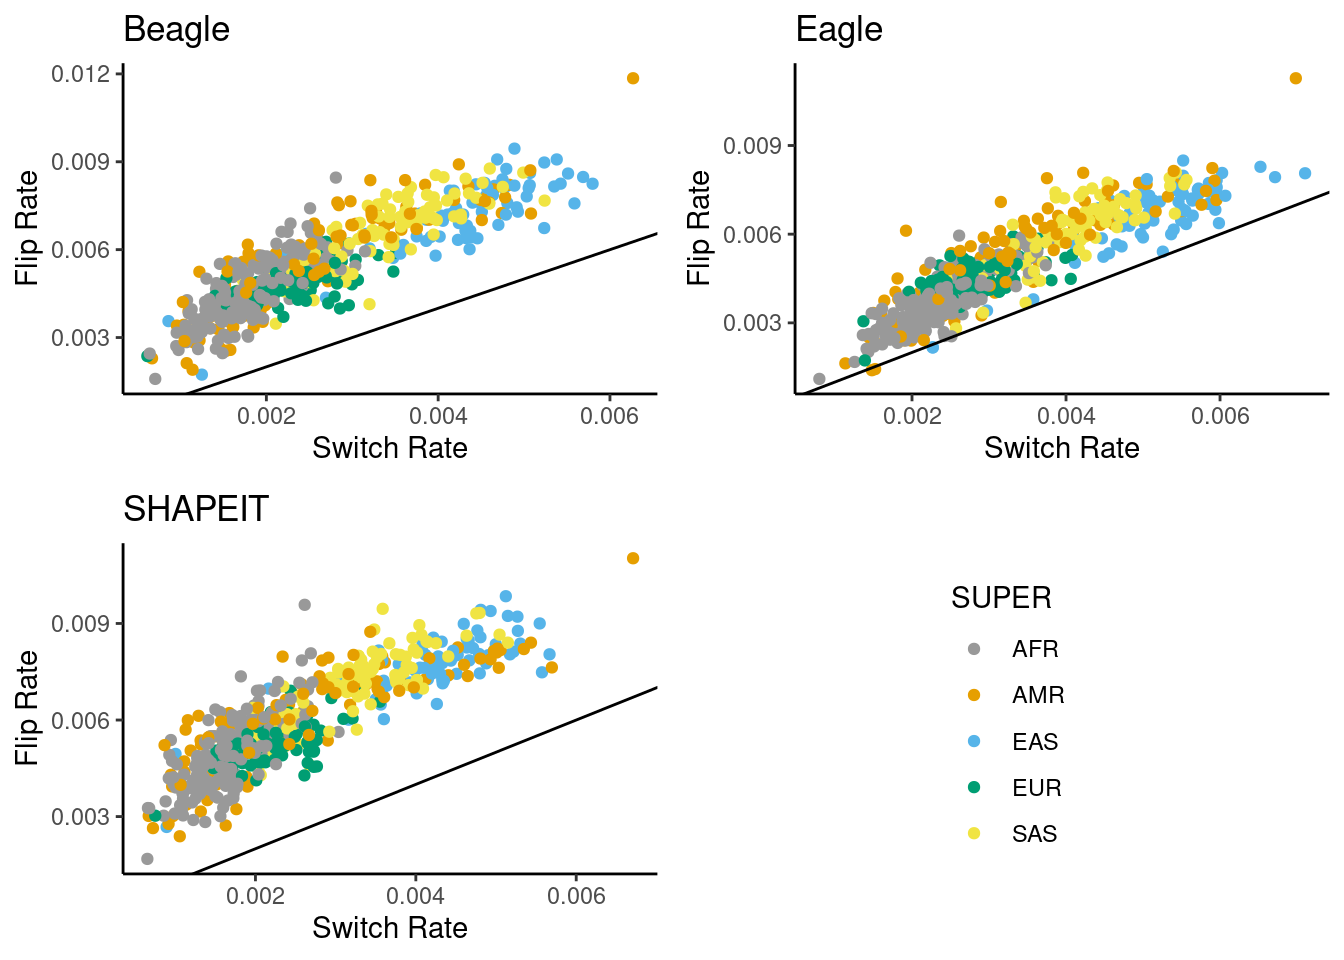 Beagle
0.012
0.009
0.006
0.003
Flip Rate
0.002
0.004
0.006
Switch Rate
Eagle
0.009
0.006
0.003
Flip Rate
0.002
0.004
0.006
Switch Rate
SHAPEIT
0.009
0.006
0.003
Flip Rate
0.002
0.004
0.006
Switch Rate
SUPER
AFR
AMR
EAS
EUR
SAS